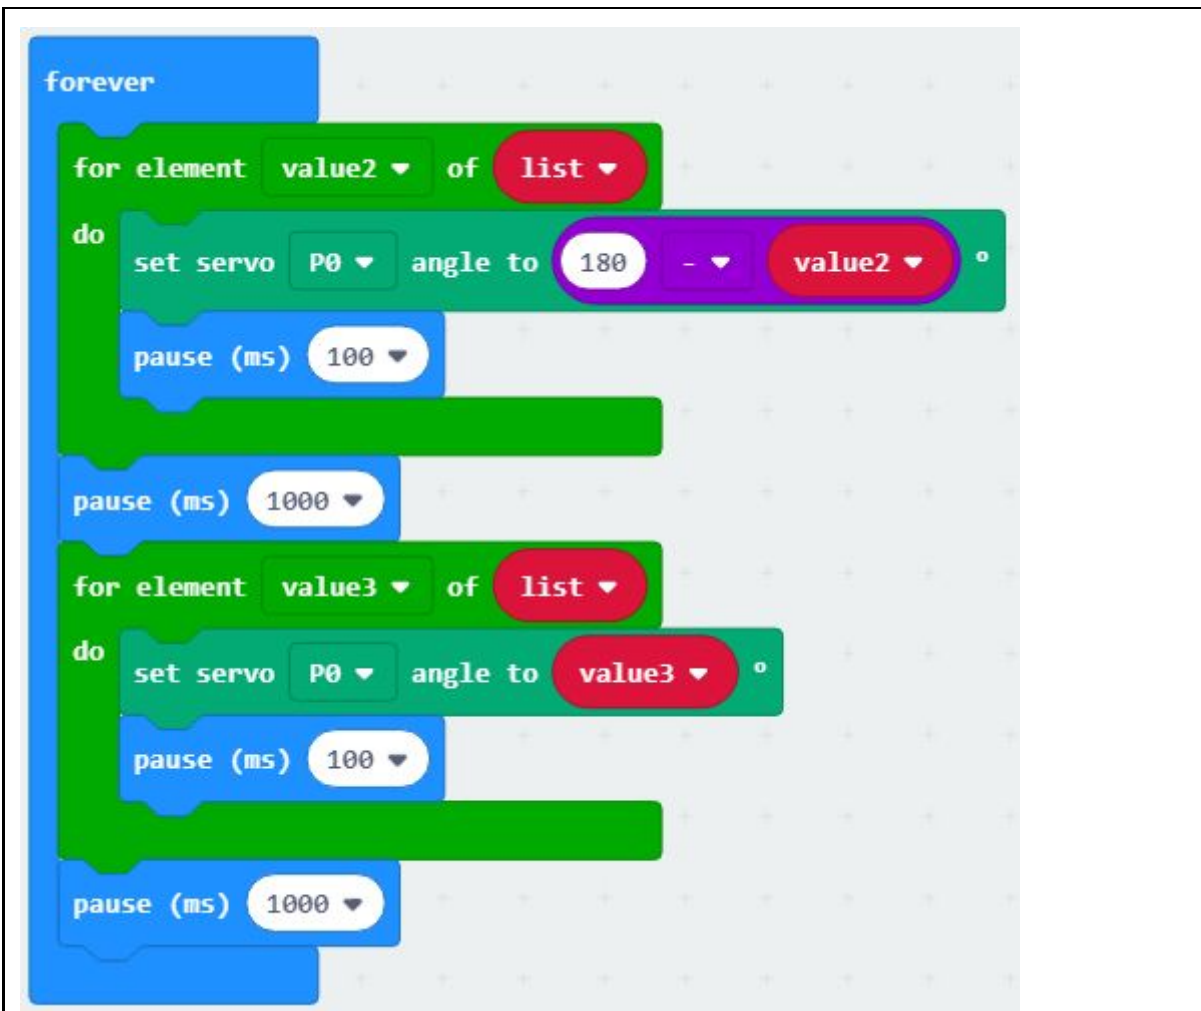 forever
for element value2 of list
do
set servo P0 angle to 180 - value2 °
pause (ms) 100
pause (ms) 1000
for element value3 of list
do
set servo P0 angle to value3 °
pause (ms) 100
pause (ms) 1000